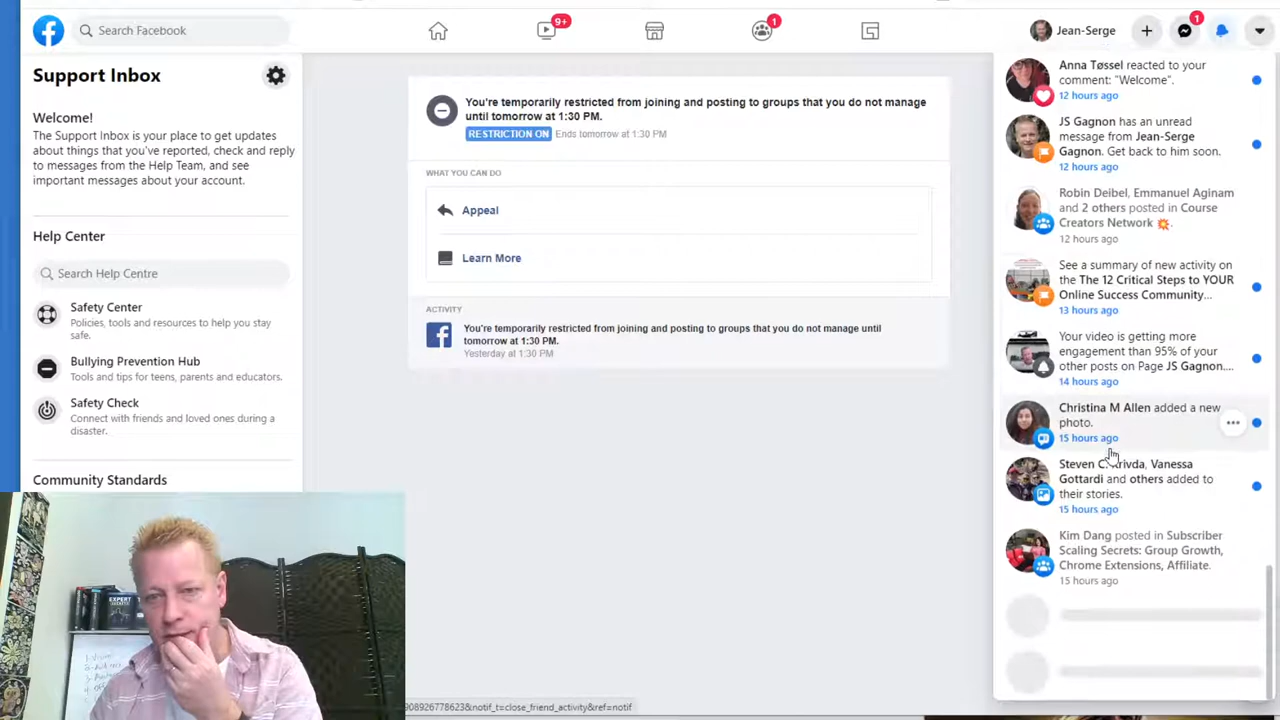 Search Facebook
9+
1
Jean-Serge
1
Support Inbox
Welcome!
The Support Inbox is your place to get updates
about things that you've reported, check and reply
to messages from the Help Team, and see
important messages about your account.
Help Center
Search Help Centre
Safety Center
Policies, tools and resources to help you stay
safe.
Bullying Prevention Hub
Tools and tips for teens, parents and educators.
Safety Check
Connect with friends and loved ones during a
disaster.
Community Standards
You're temporarily restricted from joining and posting to groups that you do not manage
until tomorrow at 1:30 PM.
RESTRICTION ON Ends tomorrow at 1:30 PM
WHAT YOU CAN DO
Appeal
Learn More
ACTIVITY
You're temporarily restricted from joining and posting to groups that you do not manage until
tomorrow at 1:30 PM.
Yesterday at 1:30 PM
Anna Tøssel reacted to your
comment: "Welcome".
12 hours ago
JS Gagnon has an unread
message from Jean-Serge
Gagnon. Get back to him soon.
12 hours ago
Robin Deibel, Emmanuel Aginam
and 2 others posted in Course
Creators Network 💥.
12 hours ago
See a summary of new activity on
the The 12 Critical Steps to YOUR
Online Success Community...
13 hours ago
Your video is getting more
engagement than 95% of your
other posts on Page JS Gagnon....
14 hours ago
Christina M Allen added a new
photo.
15 hours ago
Steven C. Krivda, Vanessa
Gottardi and others added to
their stories.
15 hours ago
Kim Dang posted in Subscriber
Scaling Secrets: Group Growth,
Chrome Extensions, Affiliate.
15 hours ago
EXPERT
908926778623&notif_t=close_friend_activity&ref=notif